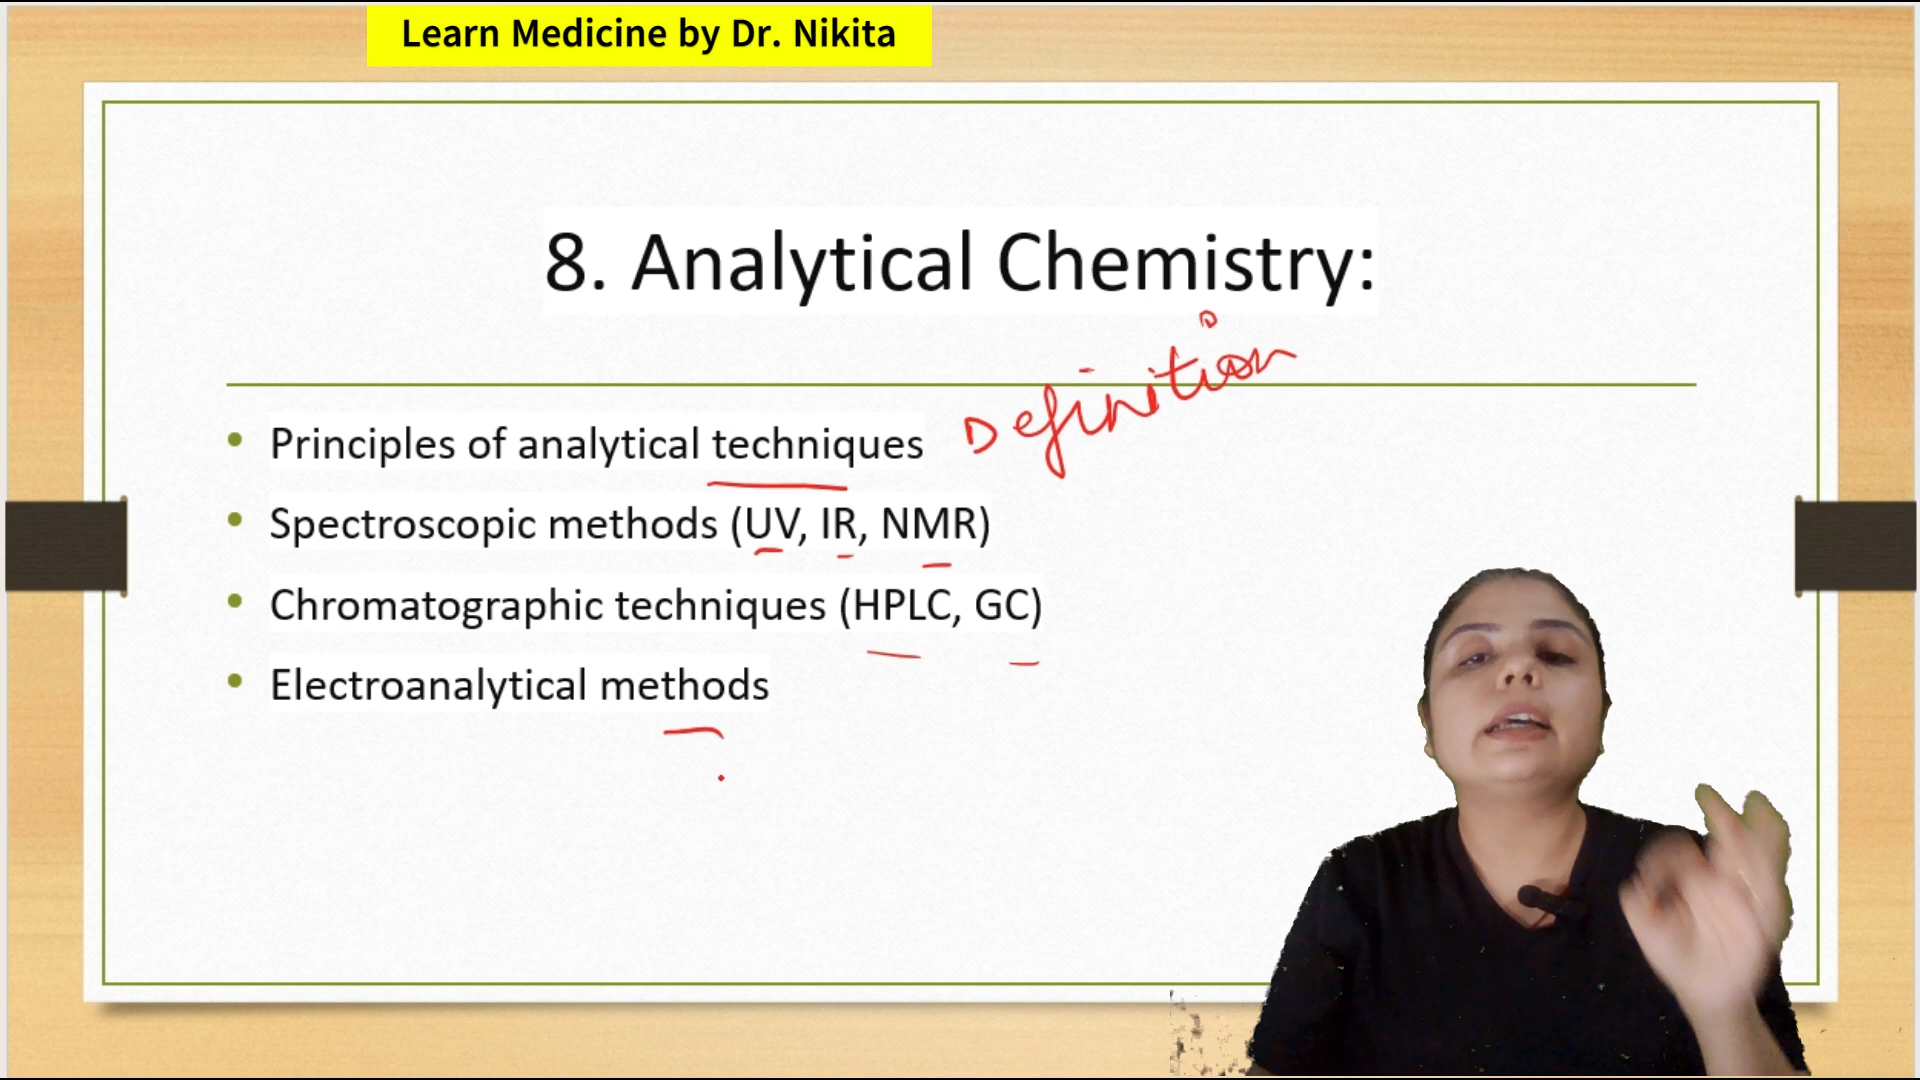 Learn Medicine by Dr. Nikita
8. Analytical Chemistry:
Definition
• Principles of analytical techniques
• Spectroscopic methods (UV, IR, NMR)
• Chromatographic techniques (HPLC, GC)
• Electroanalytical methods